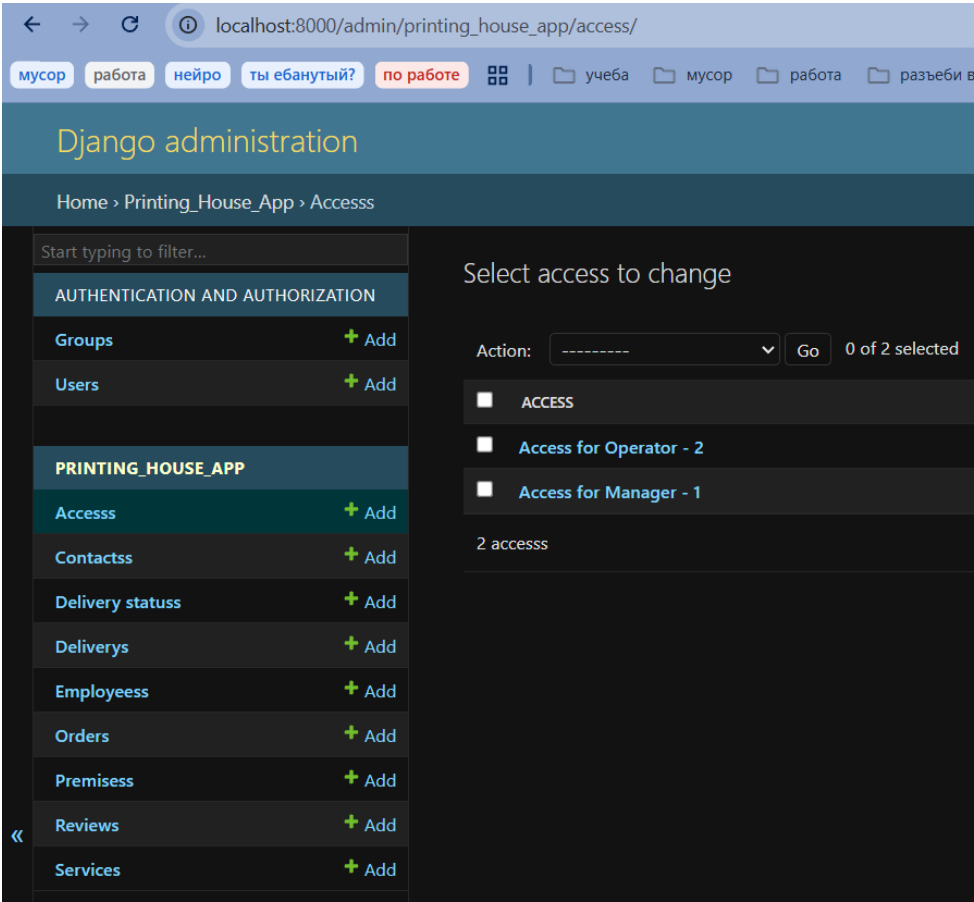 localhost:8000/admin/printing_house_app/access/
мусор работа нейро ты ебанутый? по работе учеба мусор работа разъеби в
Django administration
Home › Printing_House_App › Accesss
Start typing to filter...
AUTHENTICATION AND AUTHORIZATION
Groups + Add
Users + Add
PRINTING_HOUSE_APP
Accesss + Add
Contactss + Add
Delivery statuss + Add
Deliverys + Add
Employeess + Add
Orders + Add
Premisess + Add
Reviews + Add
Services + Add
«
Select access to change
Action: --------- Go 0 of 2 selected
ACCESS
Access for Operator - 2
Access for Manager - 1
2 accesss